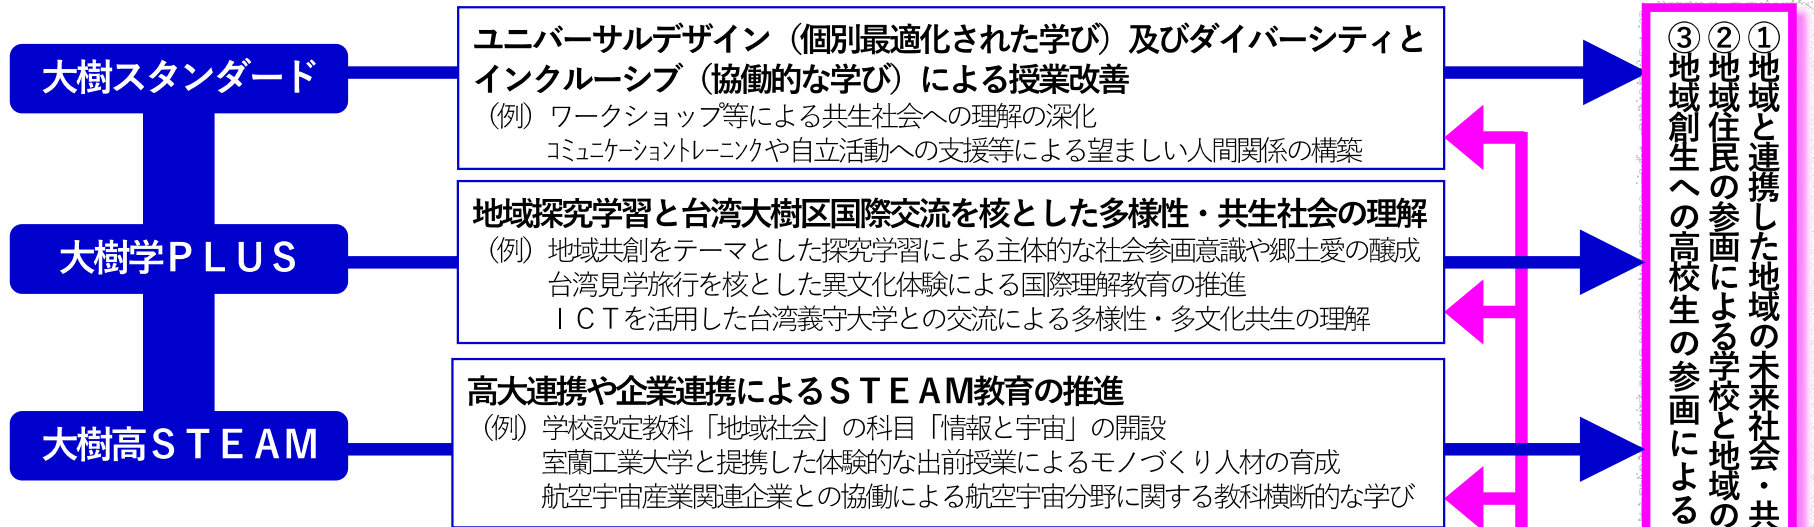 大樹スタンダード
ユニバーサルデザイン（個別最適化された学び）及びダイバーシティと
インクルーシブ（協働的な学び）による授業改善
（例）ワークショップ等による共生社会への理解の深化
ｺﾐｭﾆｹｰｼｮﾝﾄﾚｰﾆﾝｸﾞや自立活動への支援等による望ましい人間関係の構築
大樹学ＰＬＵＳ
地域探究学習と台湾大樹区国際交流を核とした多様性・共生社会の理解
（例）地域共創をテーマとした探究学習による主体的な社会参画意識や郷土愛の醸成
台湾見学旅行を核とした異文化体験による国際理解教育の推進
ＩＣＴを活用した台湾義守大学との交流による多様性・多文化共生の理解
大樹高ＳＴＥＡＭ
高大連携や企業連携によるＳＴＥＡＭ教育の推進
（例）学校設定教科「地域社会」の科目「情報と宇宙」の開設
室蘭工業大学と提携した体験的な出前授業によるモノづくり人材の育成
航空宇宙産業関連企業との協働による航空宇宙分野に関する教科横断的な学び
①地域と連携した地域の未来社会・共
②地域住民の参画による学校と地域の
③地域創生への高校生の参画による